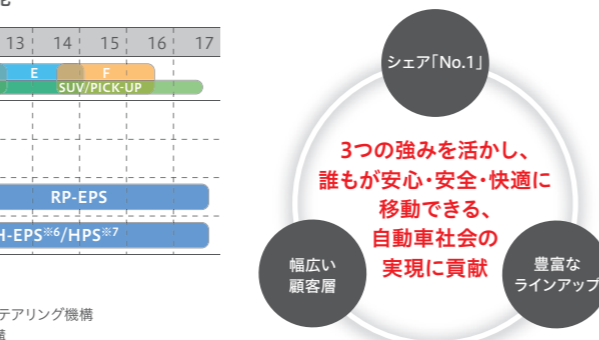 13 14 15 16 17
E F
SUV/PICK-UP
RP-EPS
H-EPS※6/HPS※7
テアリング機構
シェア「No.1」
3つの強みを活かし、
誰もが安心・安全・快適に
移動できる、
自動車社会の
実現に貢献
幅広い
顧客層
豊富な
ラインアップ